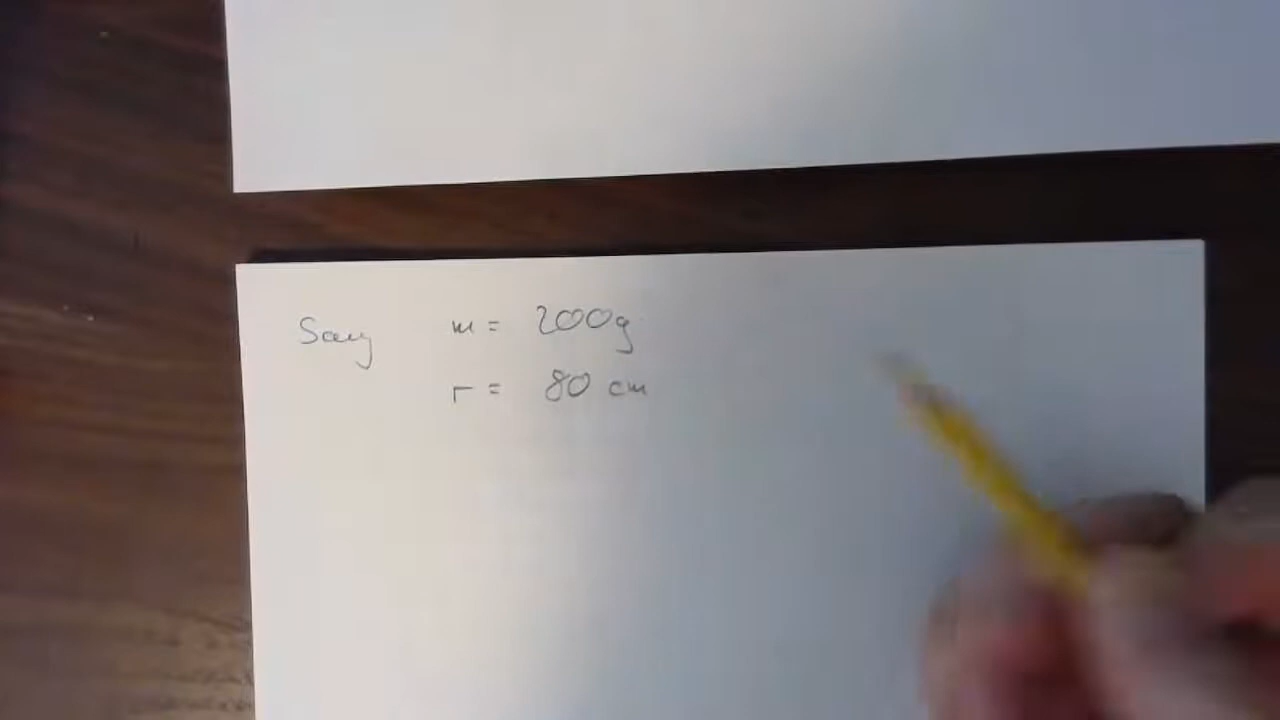 Say m = 200g
r = 80 cm